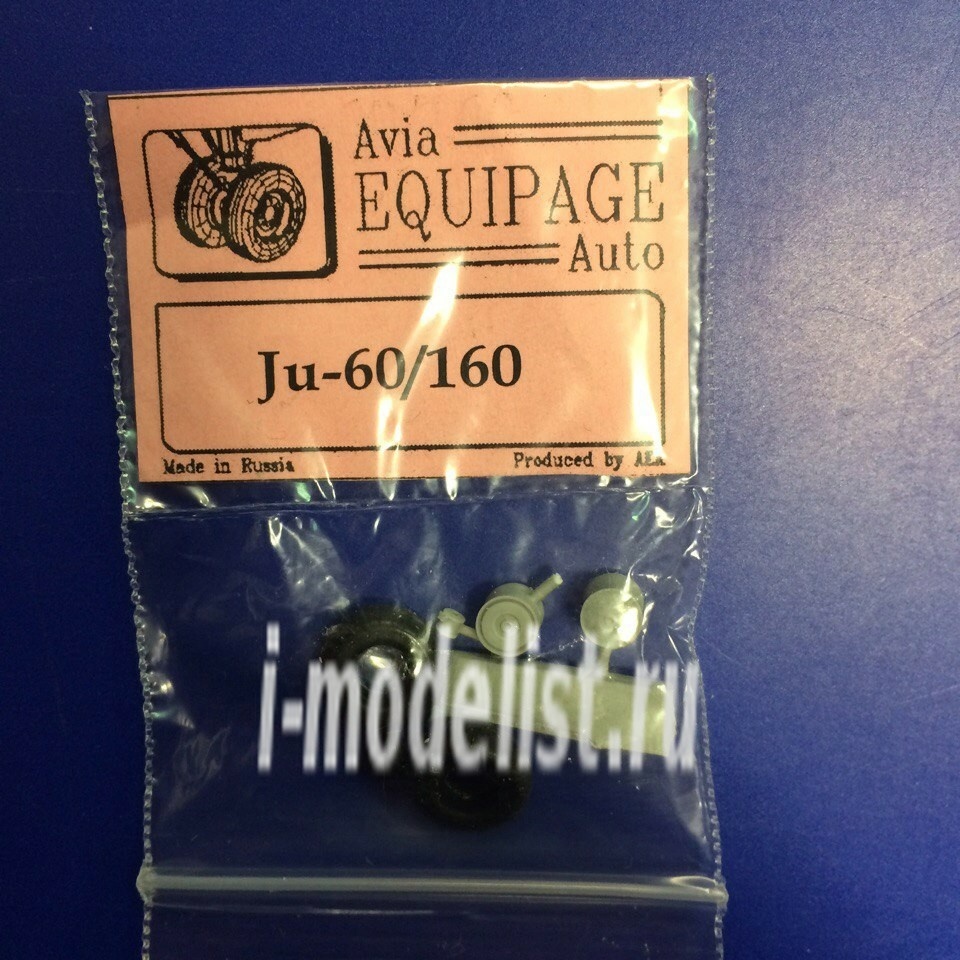 Avia
EQUIPAGE
Auto
Ju-60/160
Made in Russia
Produced by AEA
i-modelist.ru